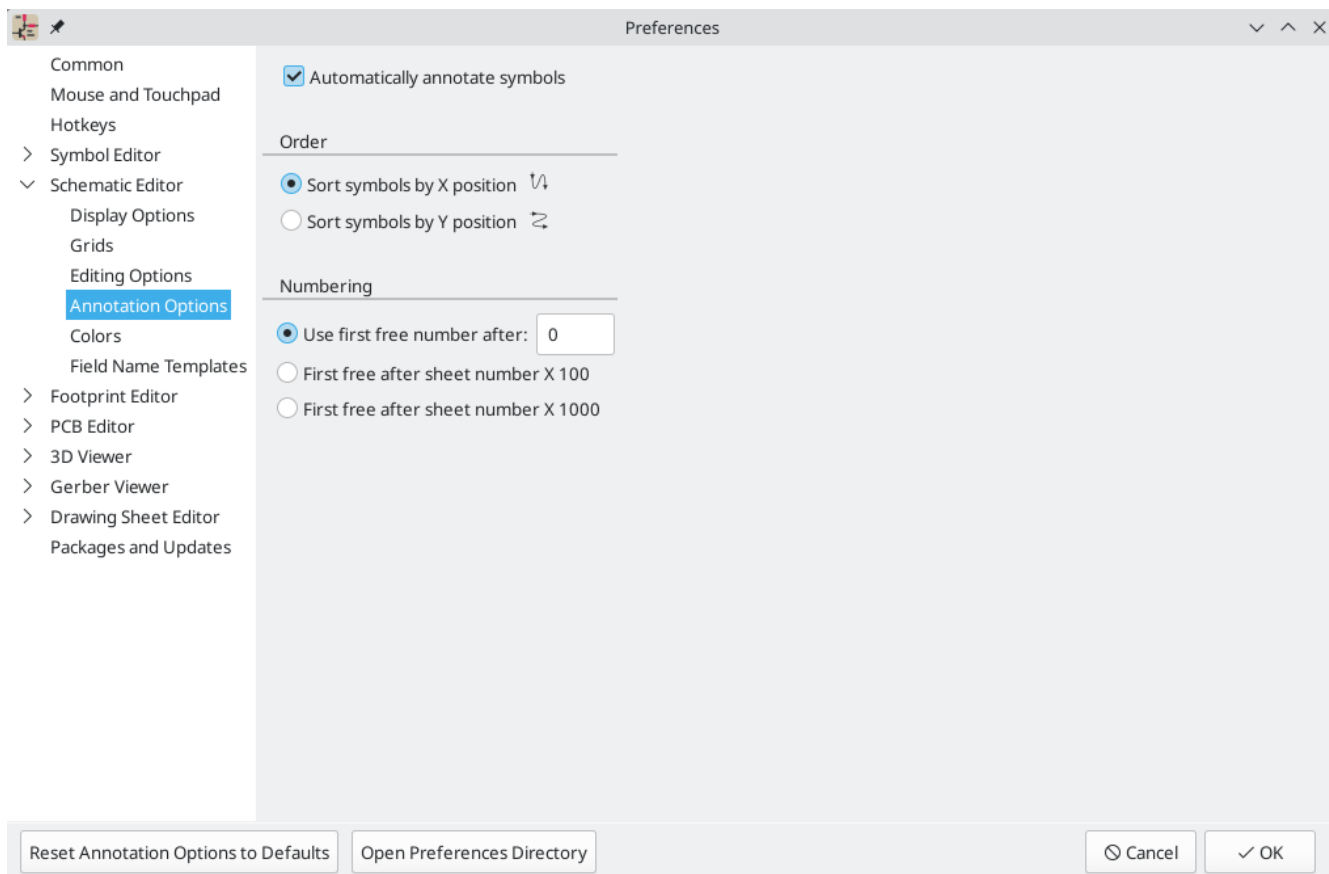 Preferences
Common
Mouse and Touchpad
Hotkeys
Symbol Editor
Schematic Editor
Display Options
Grids
Editing Options
Annotation Options
Colors
Field Name Templates
Footprint Editor
PCB Editor
3D Viewer
Gerber Viewer
Drawing Sheet Editor
Packages and Updates
Automatically annotate symbols
Order
Sort symbols by X position
Sort symbols by Y position
Numbering
Use first free number after: 0
First free after sheet number X 100
First free after sheet number X 1000
Reset Annotation Options to Defaults
Open Preferences Directory
Cancel
OK